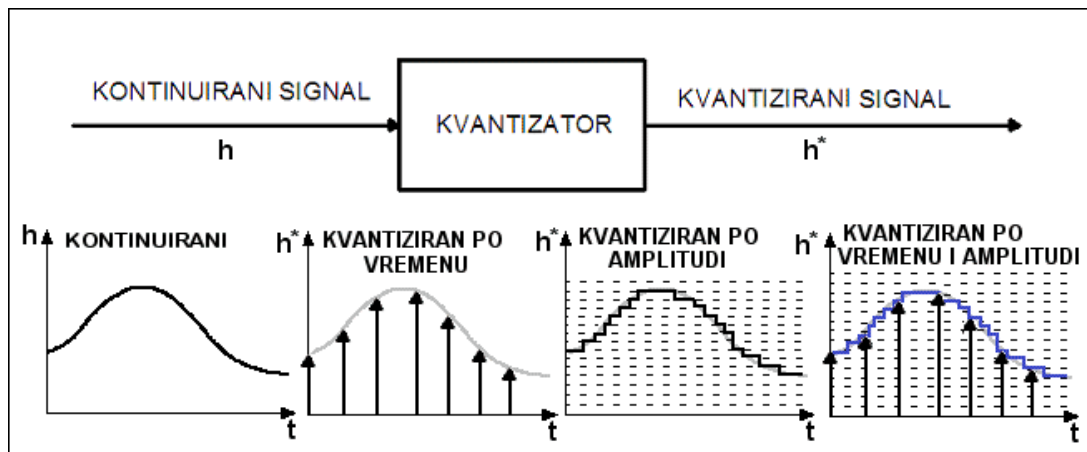 KONTINUIRANI SIGNAL
h
KVANTIZATOR
KVANTIZIRANI SIGNAL
h*
h
KONTINUIRANI
t
h*
KVANTIZIRAN PO
VREMENU
t
h*
KVANTIZIRAN PO
AMPLITUDI
t
h*
KVANTIZIRAN PO
VREMENU I AMPLITUDI
t